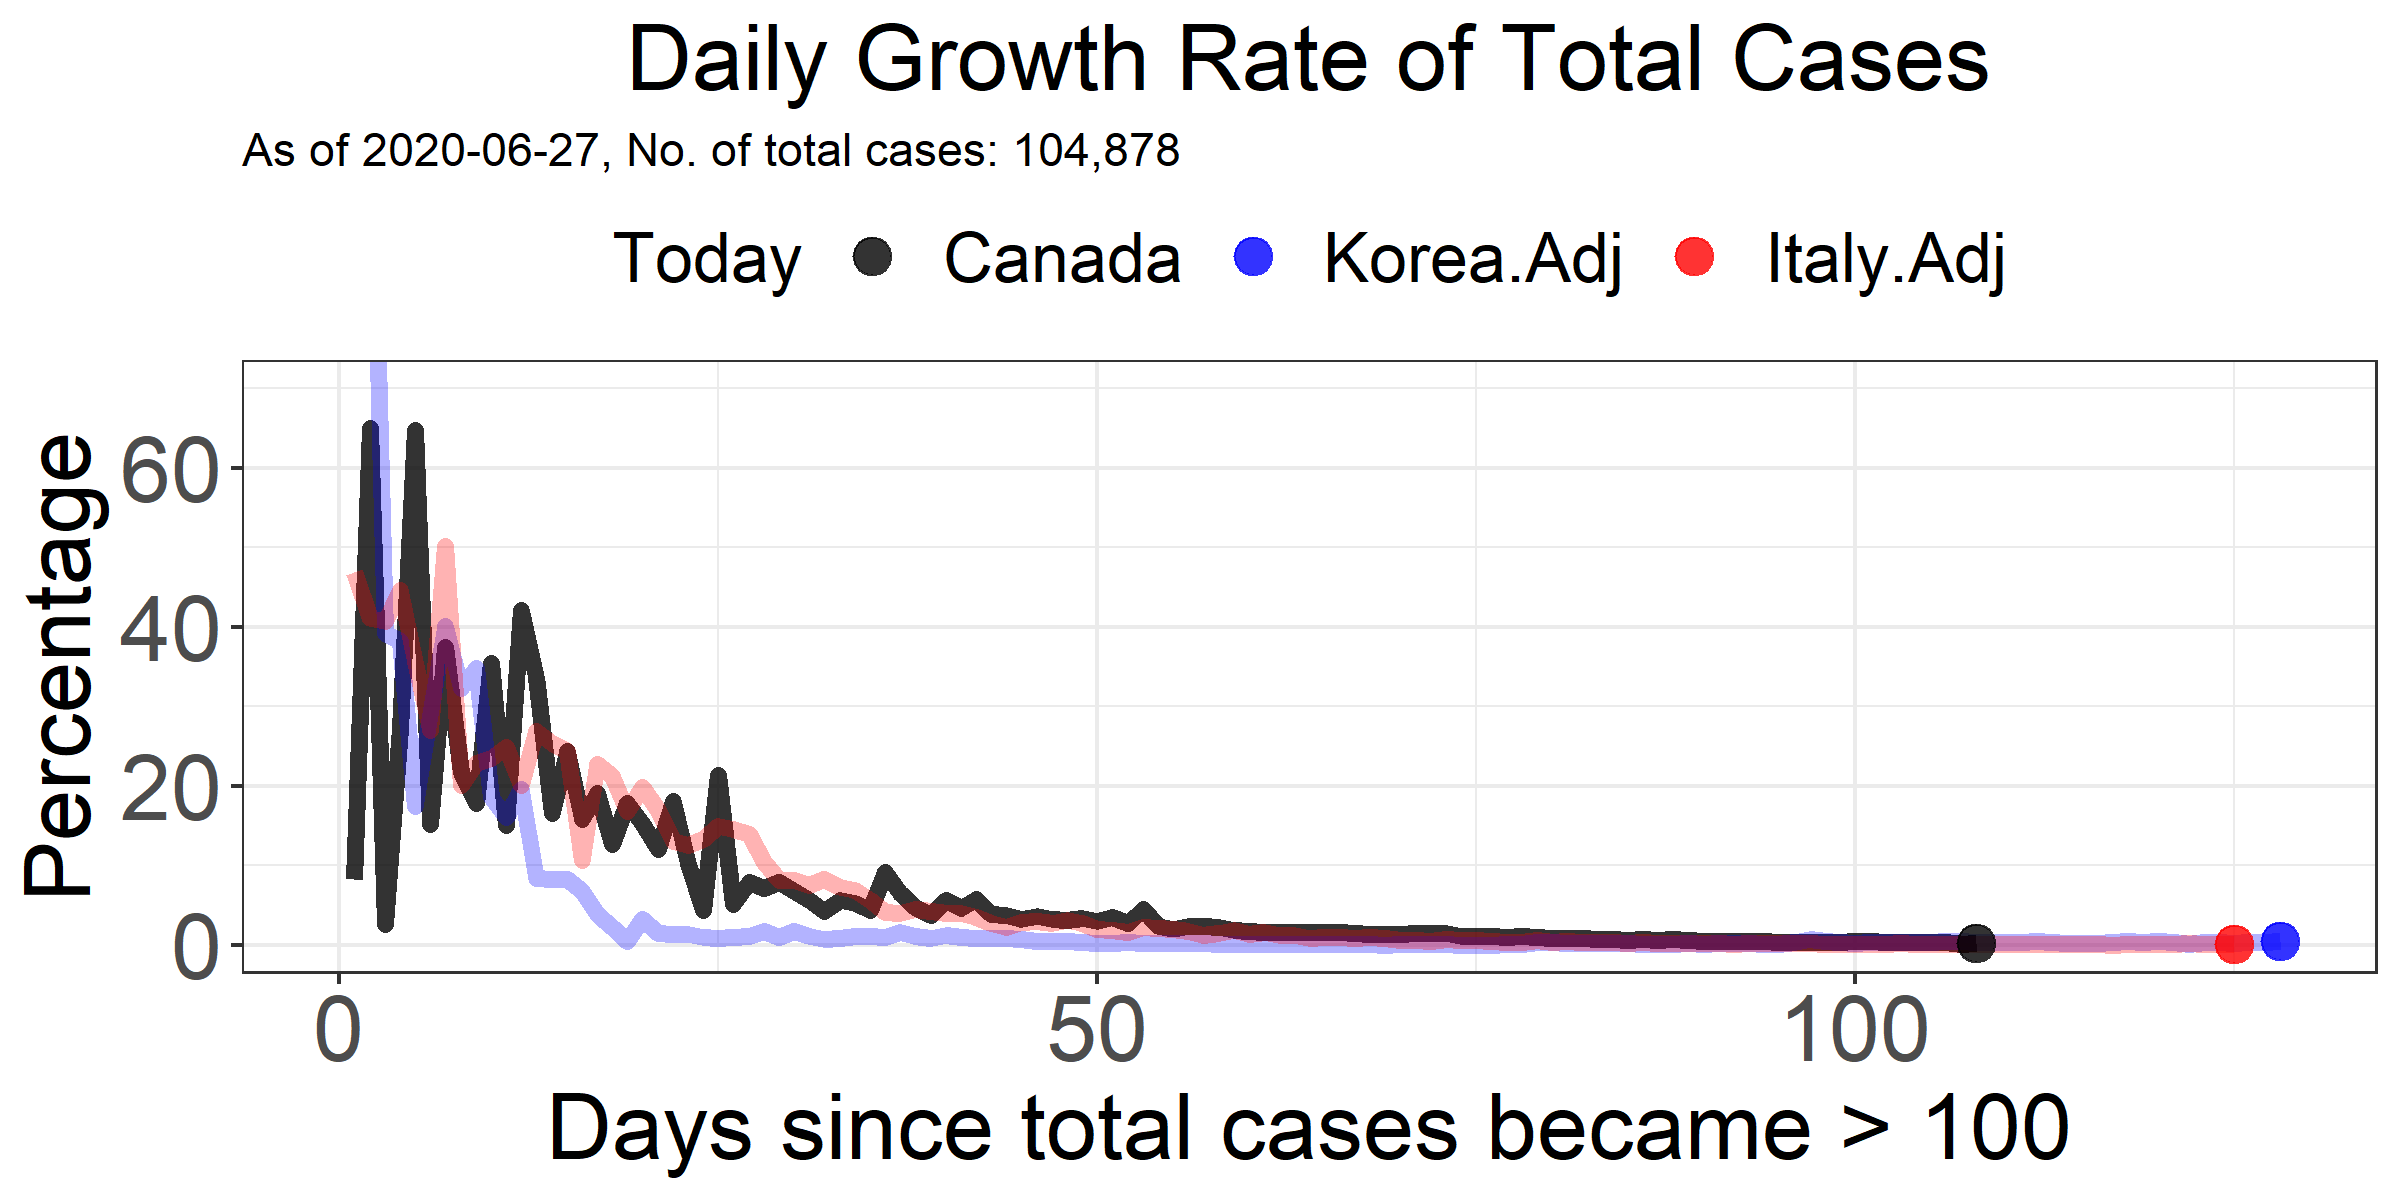 Daily Growth Rate of Total Cases
As of 2020-06-27, No. of total cases: 104,878
Today Canada Korea.Adj Italy.Adj
Percentage
60
40
20
0
0 50 100
Days since total cases became > 100